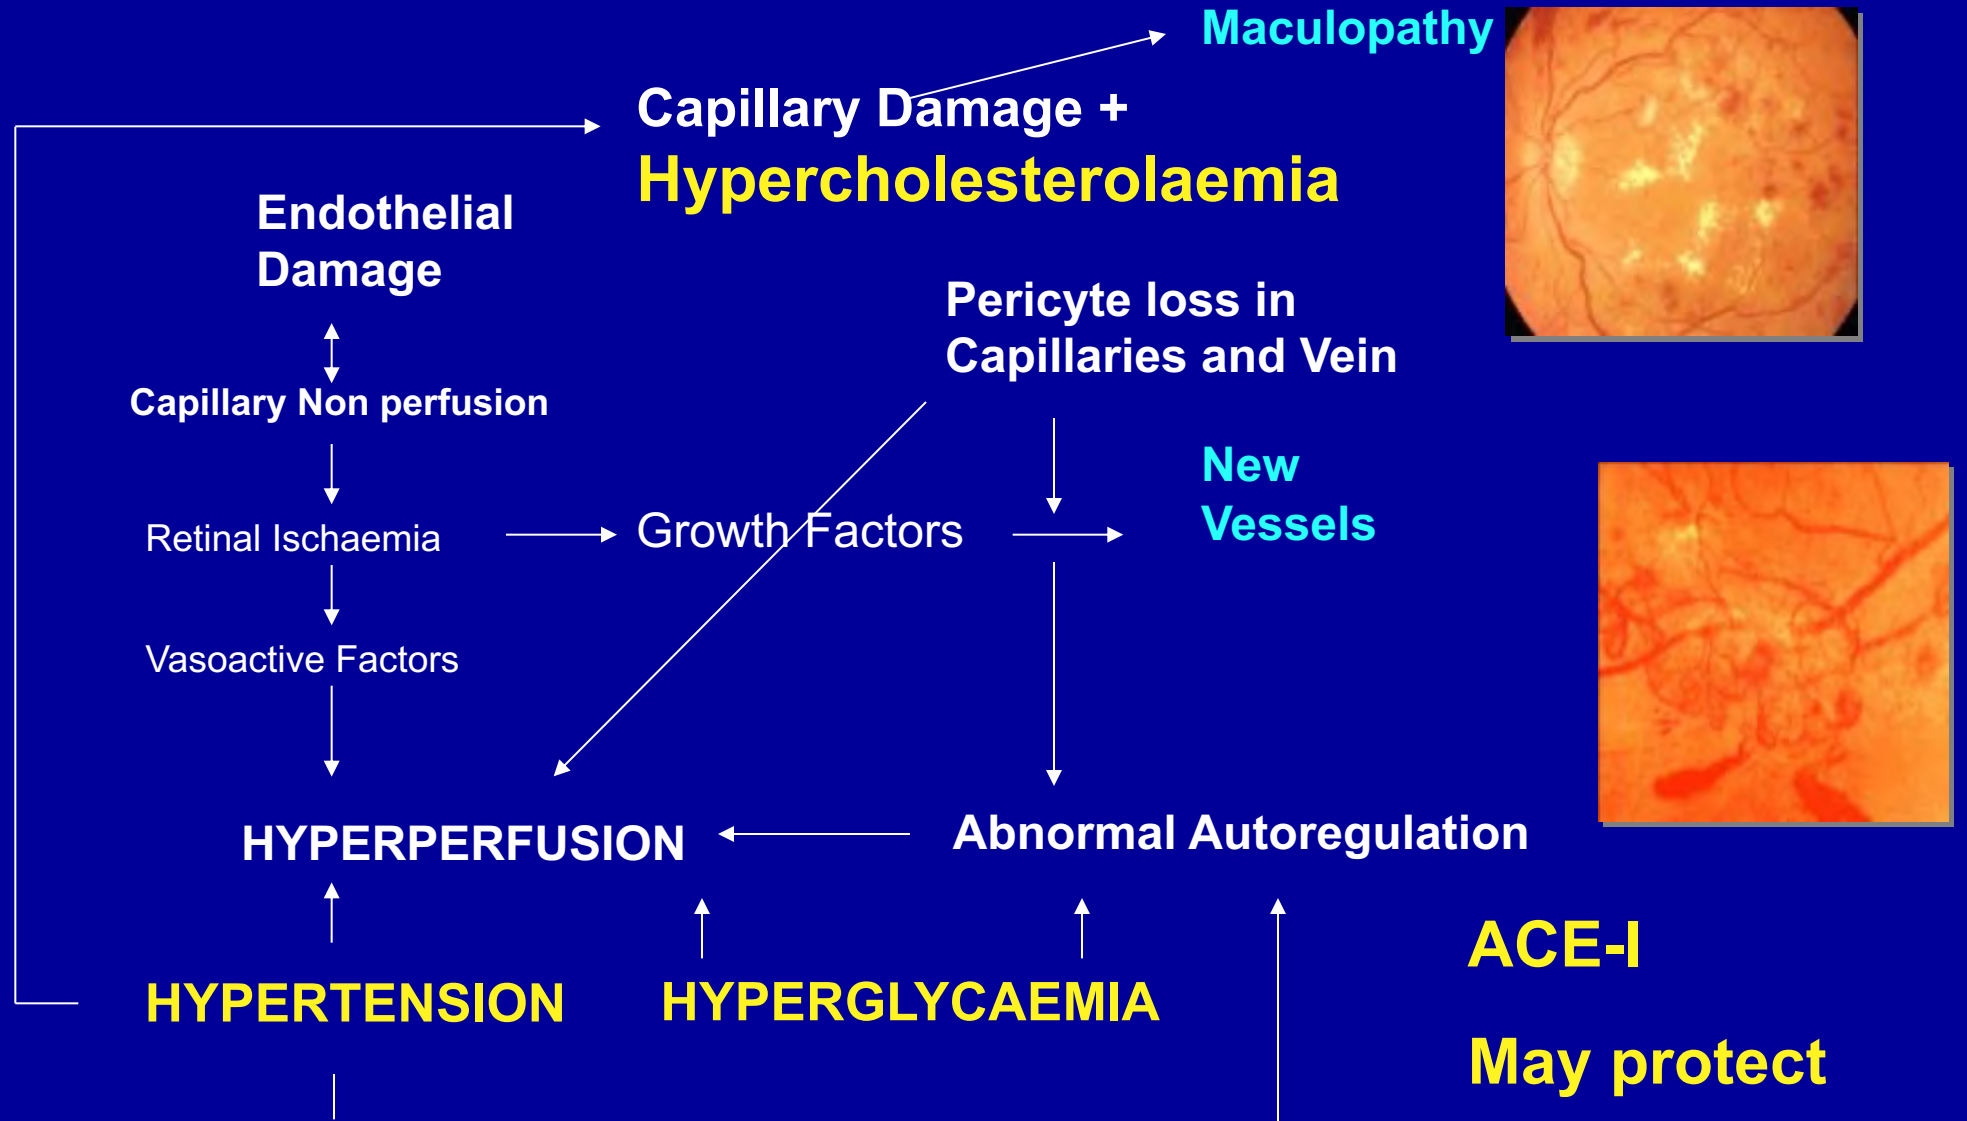 Maculopathy
Capillary Damage +
Hypercholesterolaemia
Endothelial
Damage
Pericyte loss in
Capillaries and Vein
Capillary Non perfusion
New
Vessels
Retinal Ischaemia
Growth Factors
Vasoactive Factors
HYPERPERFUSION
Abnormal Autoregulation
ACE-I
HYPERTENSION
HYPERGLYCAEMIA
May protect